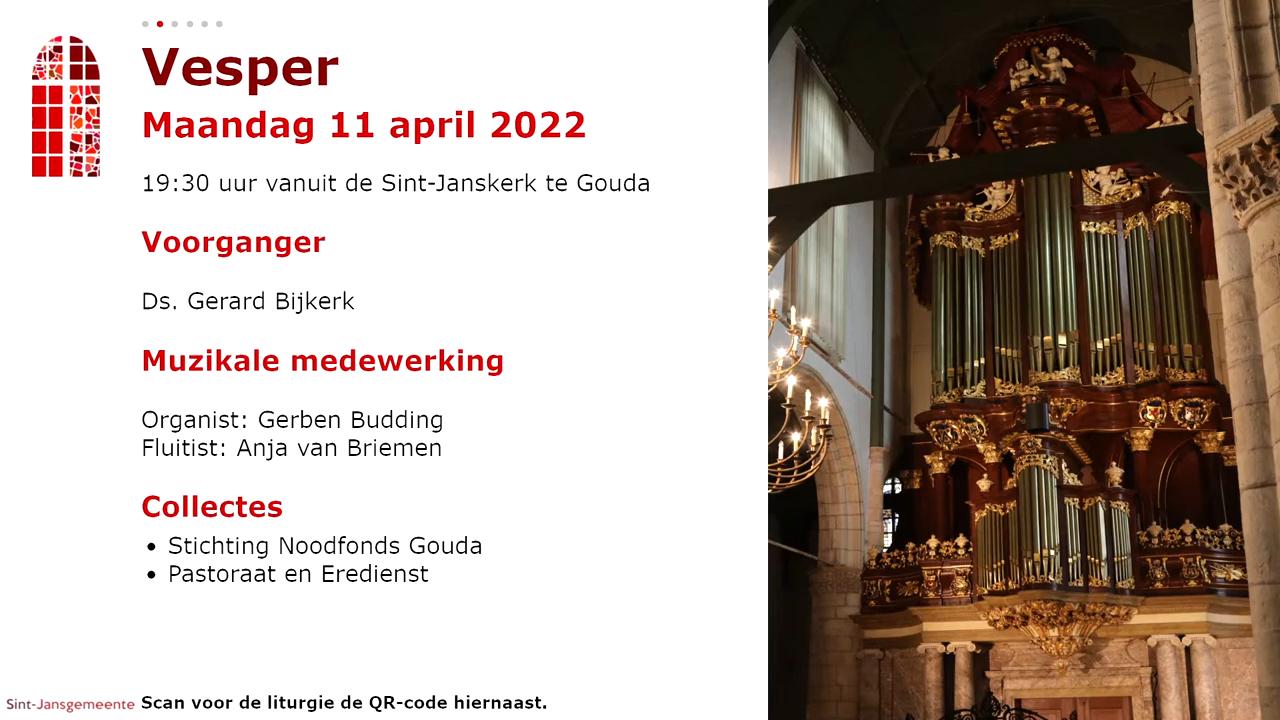 Vesper
Maandag 11 april 2022
19:30 uur vanuit de Sint-Janskerk te Gouda
Voorganger
Ds. Gerard Bijkerk
Muzikale medewerking
Organist: Gerben Budding
Fluitist: Anja van Briemen
Collectes
• Stichting Noodfonds Gouda
• Pastoraat en Eredienst
Sint-Jansgemeente
Scan voor de liturgie de QR-code hiernaast.